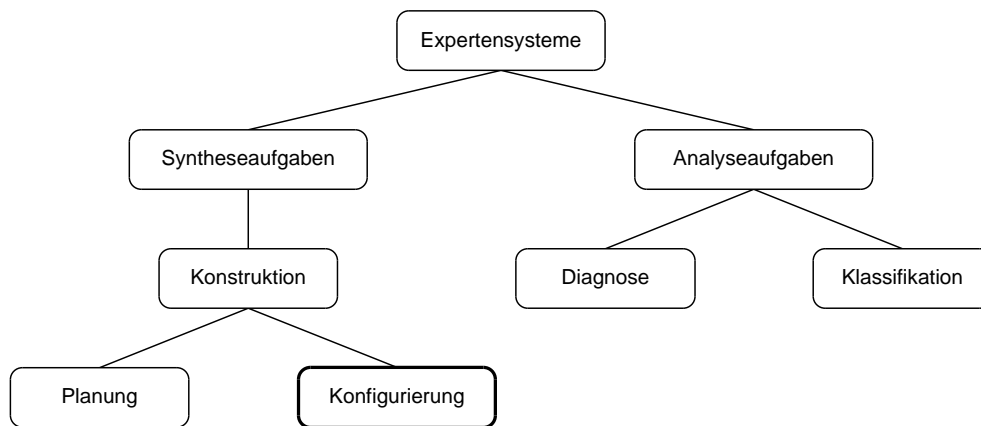 Expertensysteme
Syntheseaufgaben
Analyseaufgaben
Konstruktion
Diagnose
Klassifikation
Planung
Konfigurierung